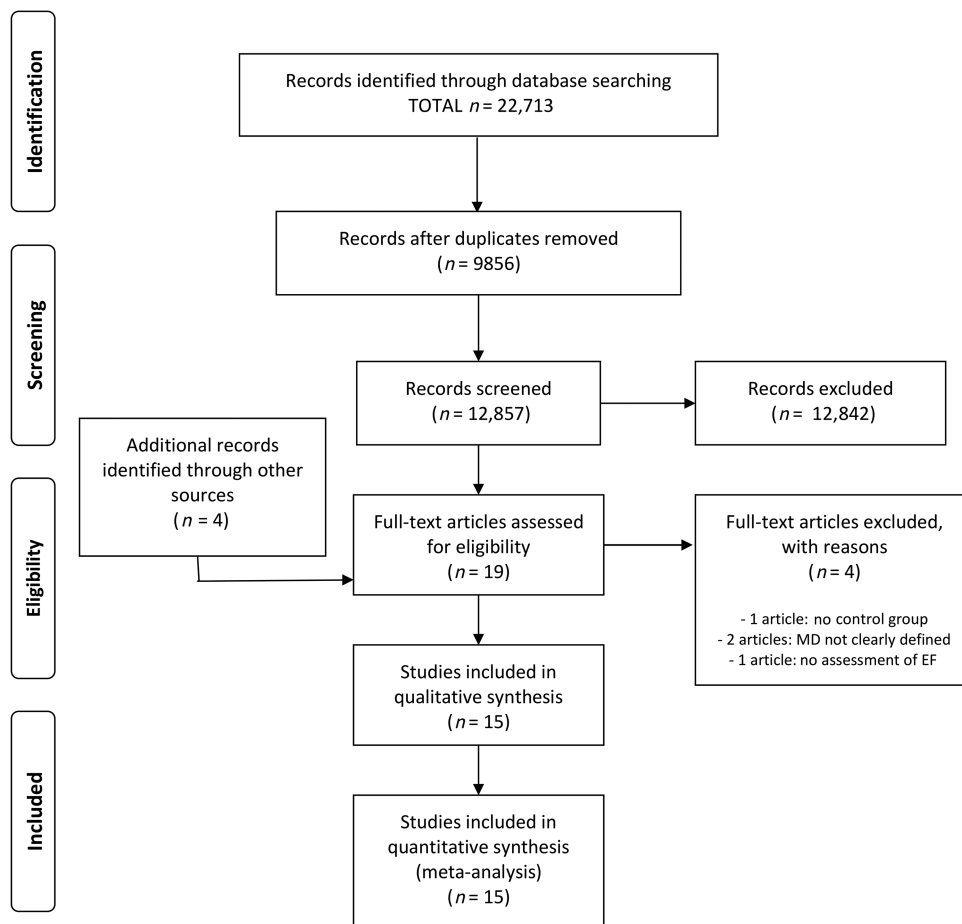 Identification
Records identified through database searching
TOTAL n = 22,713
Records after duplicates removed
(n = 9856)
Screening
Records screened
(n = 12,857)
Records excluded
(n = 12,842)
Additional records
identified through other
sources
(n = 4)
Eligibility
Full-text articles assessed
for eligibility
(n = 19)
Full-text articles excluded,
with reasons
(n = 4)
- 1 article: no control group
- 2 articles: MD not clearly defined
- 1 article: no assessment of EF
Studies included in
qualitative synthesis
(n = 15)
Included
Studies included in
quantitative synthesis
(meta-analysis)
(n = 15)